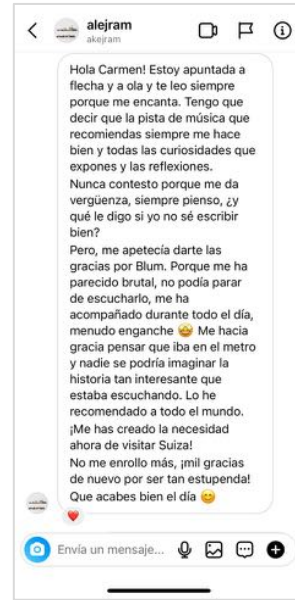 alejram
akejram
Hola Carmen! Estoy apuntada a
flecha y a ola y te leo siempre
porque me encanta. Tengo que
decir que la pista de música que
recomiendas siempre me hace
bien y todas las curiosidades que
expones y las reflexiones.
Nunca contesto porque me da
vergüenza, siempre pienso, ¿y
qué le digo si yo no sé escribir
bien?
Pero, me apetecía darte las
gracias por Blum. Porque me ha
parecido brutal, no podía parar
de escucharlo, me ha
acompañado durante todo el día,
menudo enganche 🤩 Me hacia
gracia pensar que iba en el metro
y nadie se podría imaginar la
historia tan interesante que
estaba escuchando. Lo he
recomendado a todo el mundo.
¡Me has creado la necesidad
ahora de visitar Suiza!
No me enrollo más, ¡mil gracias
de nuevo por ser tan estupenda!
Que acabes bien el día 😊
Envía un mensaje...